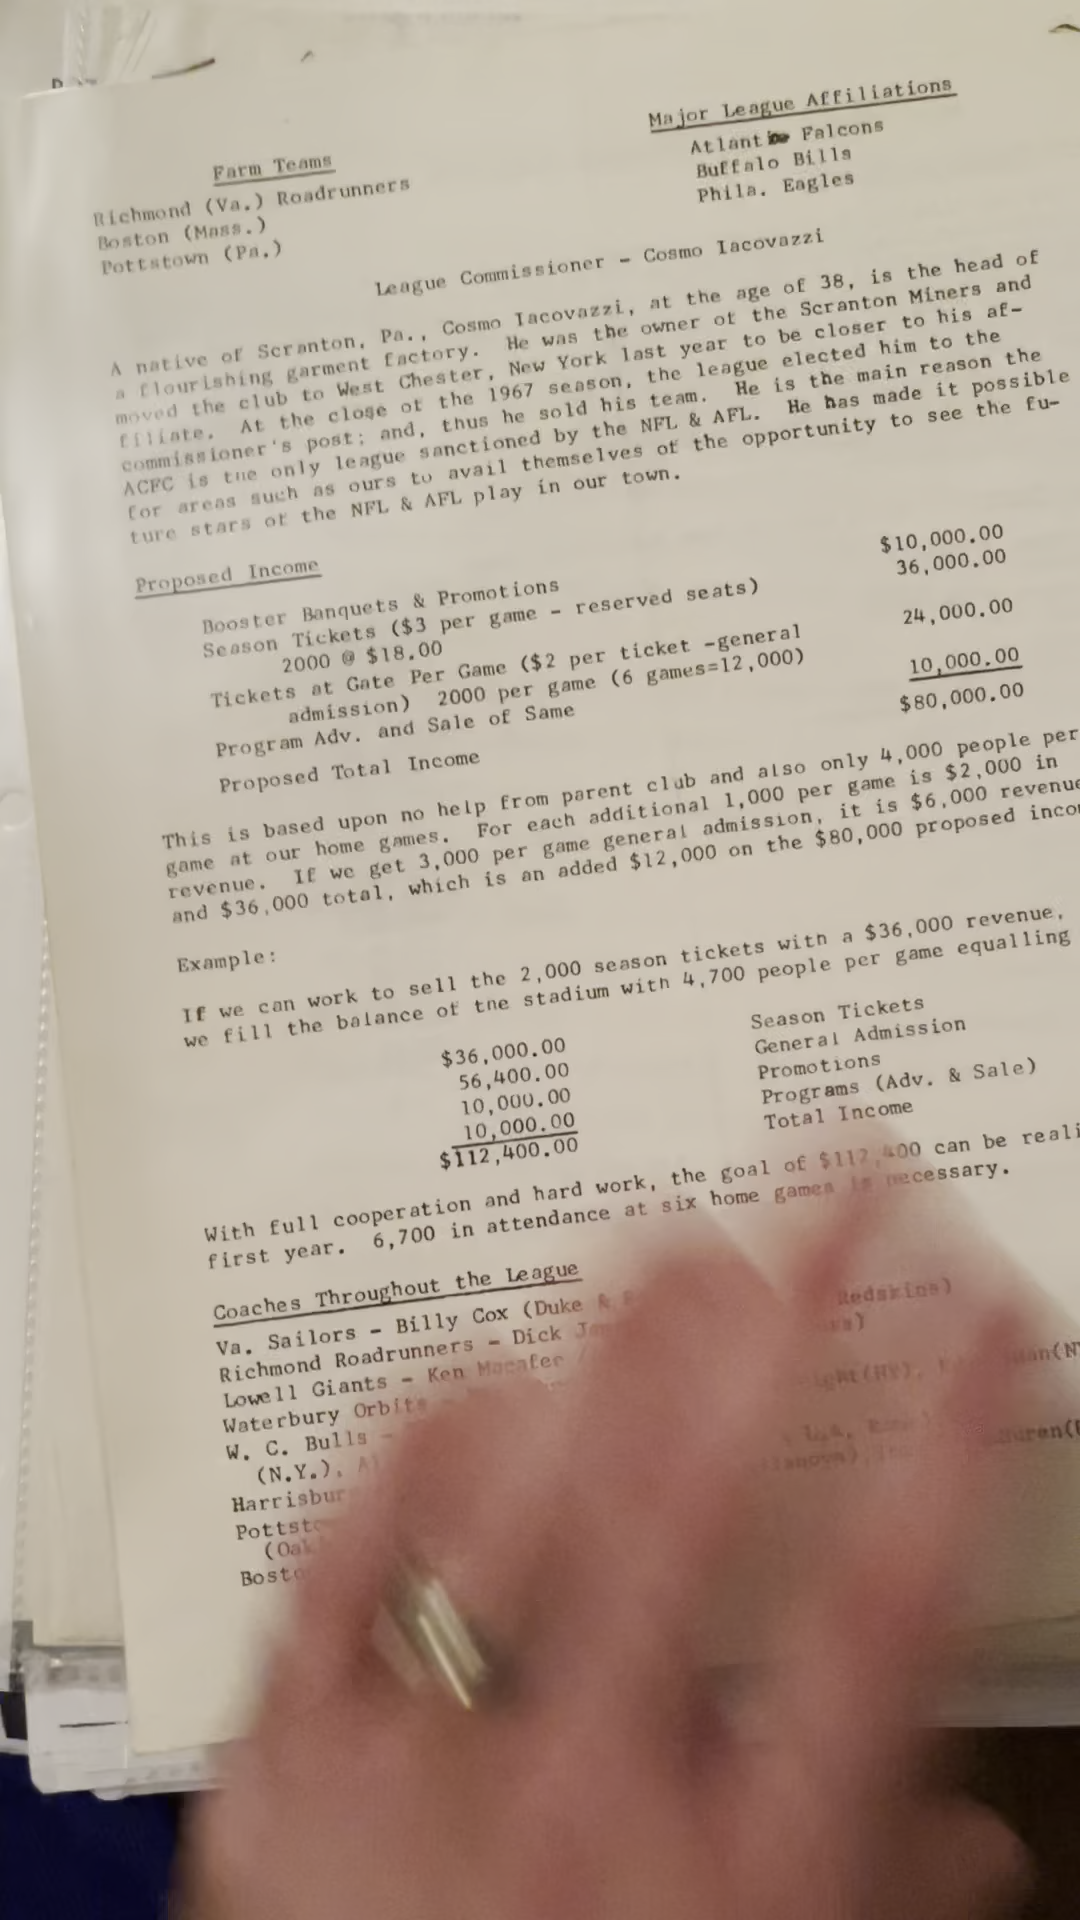 Major League Affiliations
Atlant Falcons
Buffalo Bills
Phila. Eagles
Farm Teams
Richmond (Va.) Roadrunners
Boston (Mass.)
Pottstown (Pa.)
League Commissioner - Cosmo Iacovazzi
A native of Scranton, Pa., Cosmo Iacovazzi, at the age of 38, is the head of
a flourishing garment factory. He was the owner of the Scranton Miners and
moved the club to West Chester, New York last year to be closer to his af-
filiate. At the close of the 1967 season, the league elected him to the
commissioner's post; and, thus he sold his team. He is the main reason the
ACFC is the only league sanctioned by the NFL & AFL. He has made it possible
for areas such as ours to avail themselves of the opportunity to see the fu-
ture stars of the NFL & AFL play in our town.
Proposed Income
Booster Banquets & Promotions $10,000.00
Season Tickets ($3 per game - reserved seats) 36,000.00
2000 @ $18.00
Tickets at Gate Per Game ($2 per ticket -general 24,000.00
admission) 2000 per game (6 games=12,000)
Program Adv. and Sale of Same 10,000.00
Proposed Total Income $80,000.00
This is based upon no help from parent club and also only 4,000 people per
game at our home games. For each additional 1,000 per game is $2,000 in
revenue. If we get 3,000 per game general admission, it is $6,000 revenue
and $36,000 total, which is an added $12,000 on the $80,000 proposed inco
Example:
If we can work to sell the 2,000 season tickets with a $36,000 revenue,
we fill the balance of the stadium with 4,700 people per game equalling
$36,000.00 Season Tickets
56,400.00 General Admission
10,000.00 Promotions
10,000.00 Programs (Adv. & Sale)
$112,400.00 Total Income
With full cooperation and hard work, the goal of $112,400 can be reali
first year. 6,700 in attendance at six home games is necessary.
Coaches Throughout the League
Va. Sailors - Billy Cox (Duke & Redskins)
Richmond Roadrunners - Dick
Lowell Giants - Ken Macafee
Waterbury Orbits
W. C. Bulls -
(N.Y.),
Harrisbur
Pottsto
(Oak
Bosto